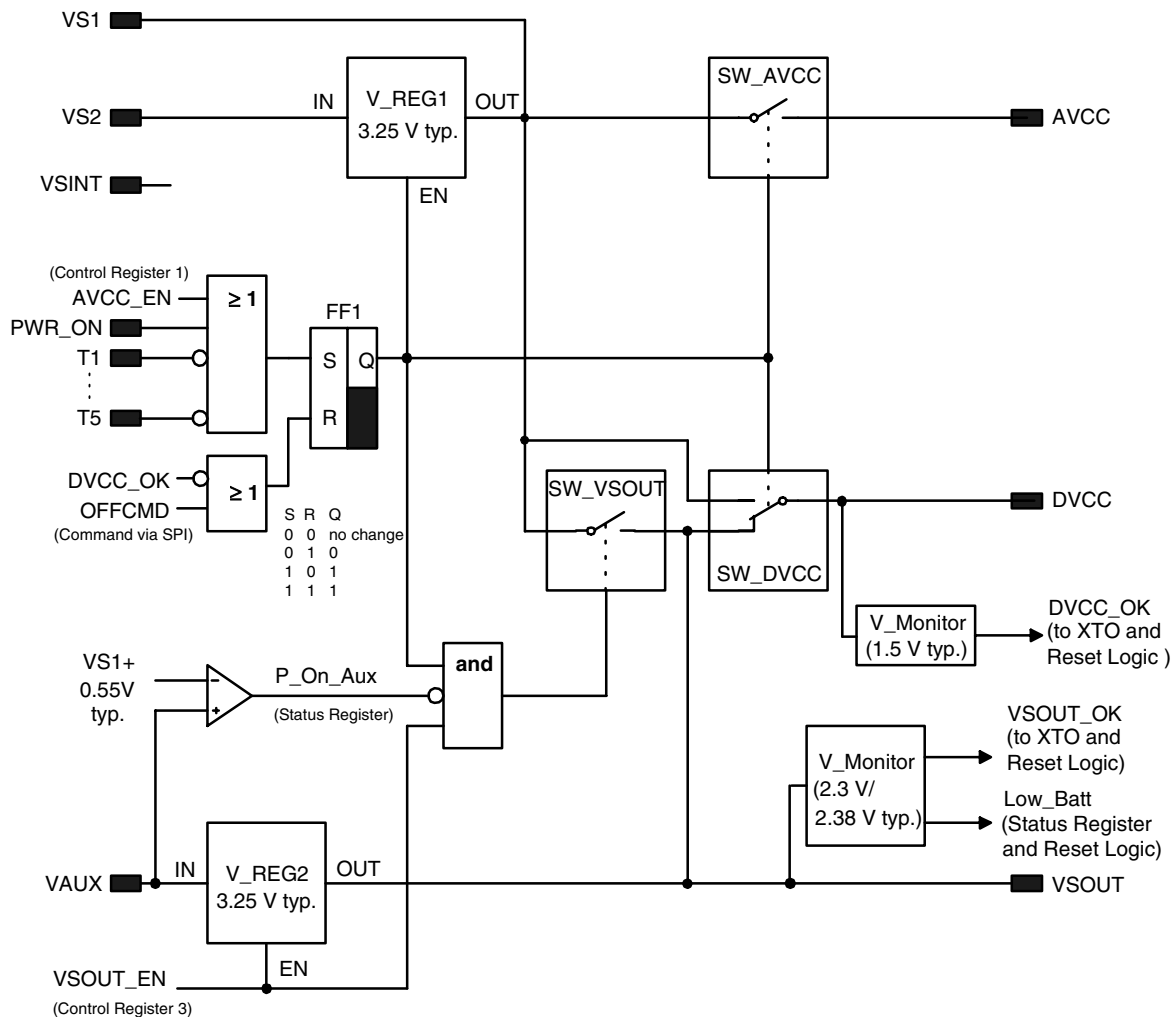 VS1
SW_AVCC
VS2
IN
V_REG1
3.25 V typ.
OUT
AVCC
VSINT
EN
(Control Register 1)
AVCC_EN
PWR_ON
T1
T5
≥ 1
FF1
S
Q
R
DVCC_OK
OFFCMD
(Command via SPI)
≥ 1
S R Q
0 0 no change
0 1 0
1 0 1
1 1 1
SW_VSOUT
SW_DVCC
DVCC
V_Monitor
(1.5 V typ.)
DVCC_OK
(to XTO and
Reset Logic )
and
VS1+
0.55V
typ.
−
+
P_On_Aux
(Status Register)
V_Monitor
(2.3 V/
2.38 V typ.)
VSOUT_OK
(to XTO and
Reset Logic)
Low_Batt
(Status Register
and Reset Logic)
VAUX
IN
V_REG2
3.25 V typ.
OUT
VSOUT
EN
VSOUT_EN
(Control Register 3)